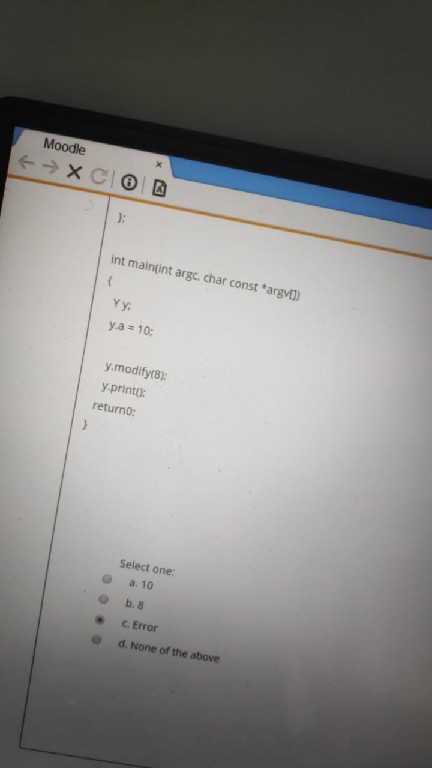 Moodle
};
int main(int argc, char const *argv[])
{
Y y;
y.a = 10;
y.modify(8);
y.print();
return0;
}
Select one:
a. 10
b. 8
c. Error
d. None of the above